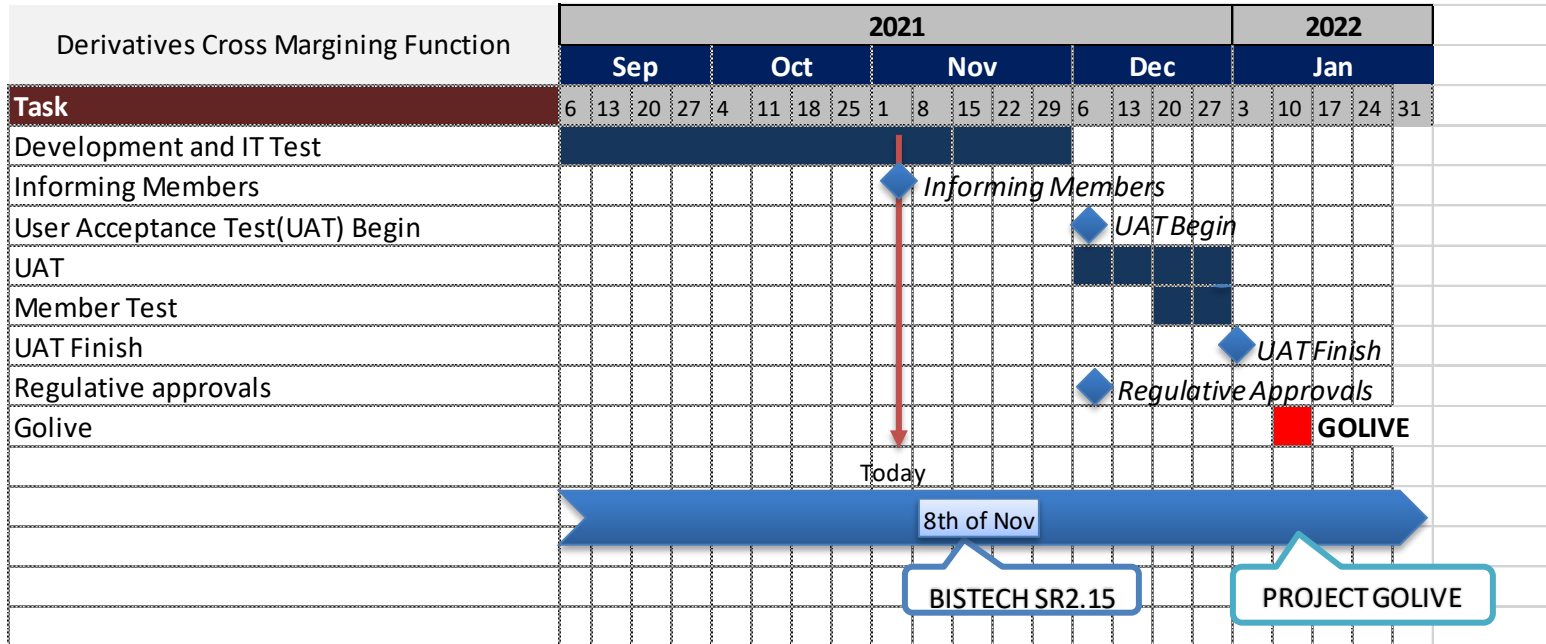 Derivatives Cross Margining Function
2021 2022
Sep Oct Nov Dec Jan
Task 6 13 20 27 4 11 18 25 1 8 15 22 29 6 13 20 27 3 10 17 24 31
Development and IT Test
Informing Members Informing Members
User Acceptance Test(UAT) Begin UAT Begin
UAT
Member Test
UAT Finish UAT Finish
Regulative approvals Regulative Approvals
Golive GOLIVE
Today
8th of Nov
BISTECH SR2.15 PROJECT GOLIVE